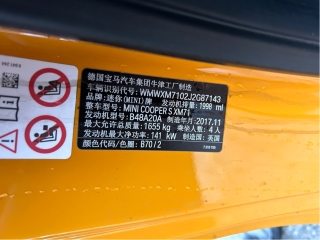 德国宝马汽车集团牛津工厂制造
车辆识别代号: WMWXM7102J2G87143
品牌: 迷你(MINI)牌 发动机排量: 1998 ml
整车型号: MINI COOPER S XM71
发动机型号: B48A20A 制造年月: 2017.11
最大允许总质量: 1655 kg 乘坐人数: 4 人
发动机最大净功率: 141 kW 制造国: 英国
颜色代码/色圈: B70/2